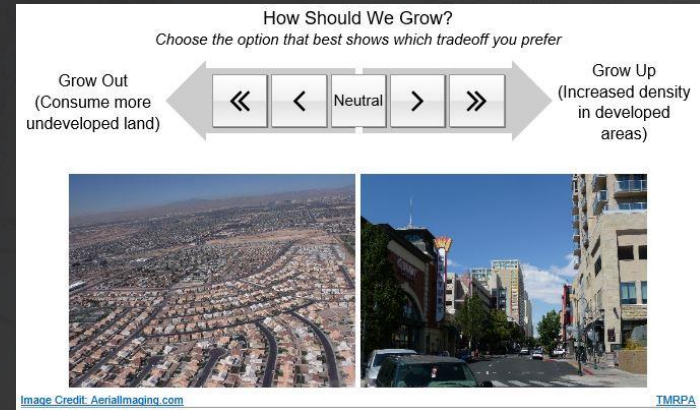 How Should We Grow?
Choose the option that best shows which tradeoff you prefer
Grow Out
(Consume more
undeveloped land)
« < Neutral > »
Grow Up
(Increased density
in developed
areas)
Image Credit: AerialImaging.com
TMRPA